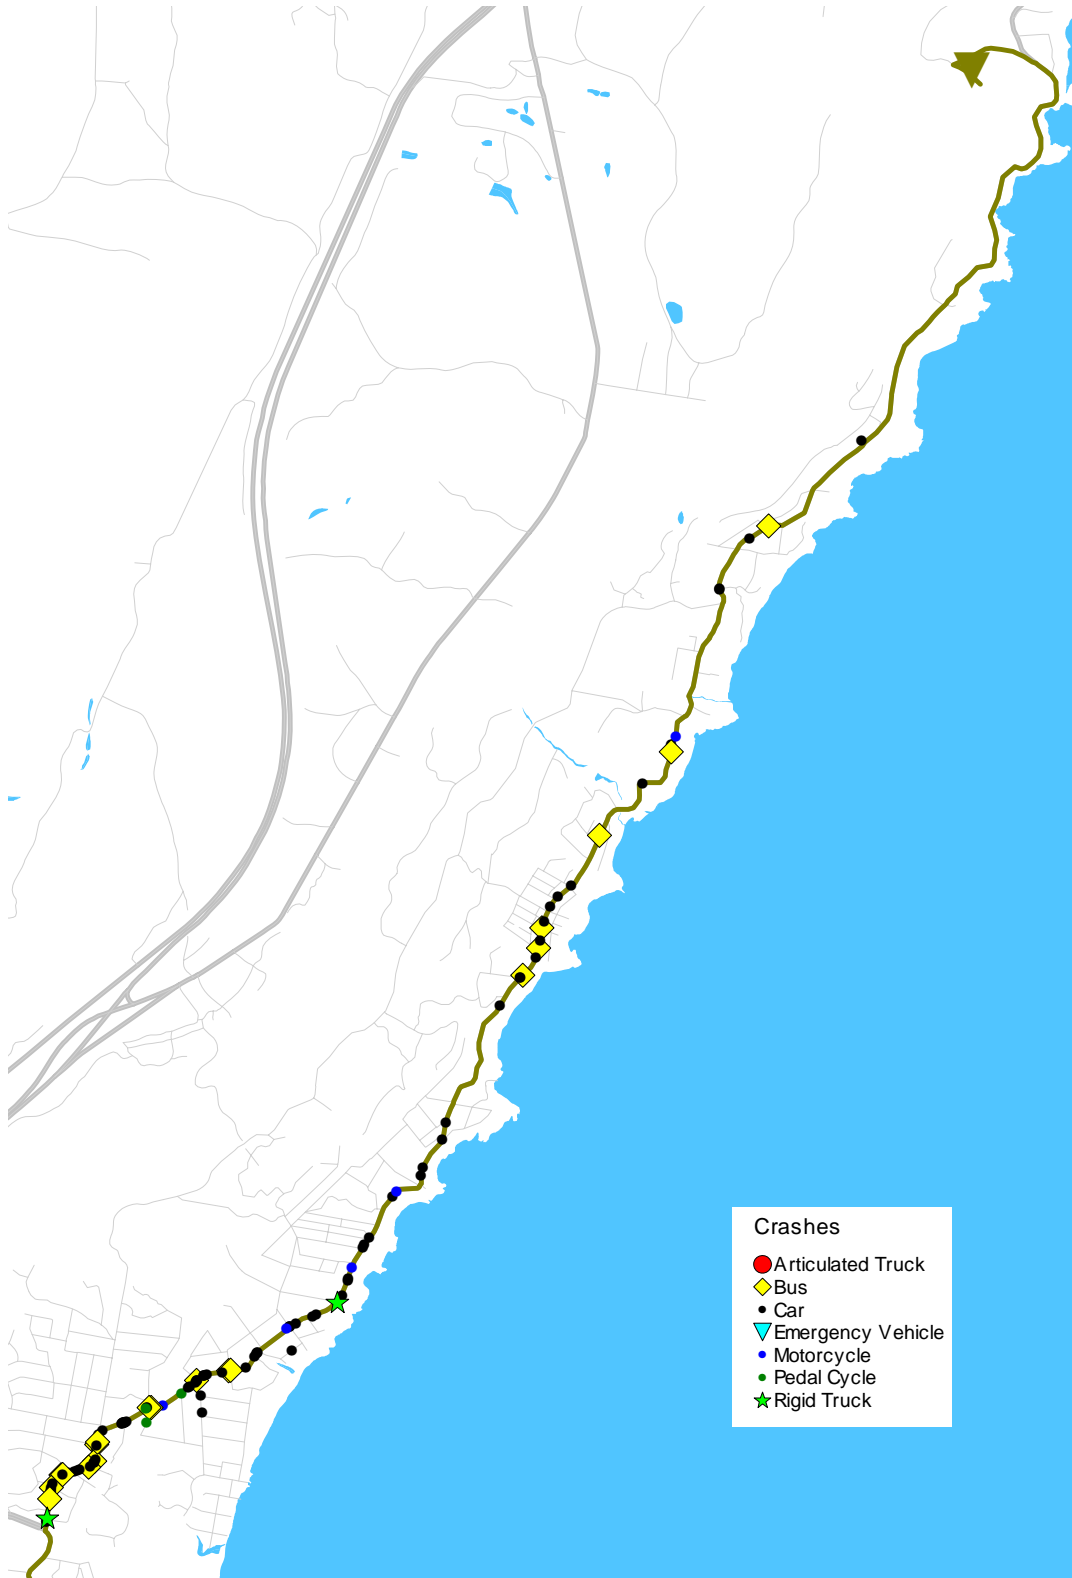 Crashes
Articulated Truck
Bus
Car
Emergency Vehicle
Motorcycle
Pedal Cycle
Rigid Truck